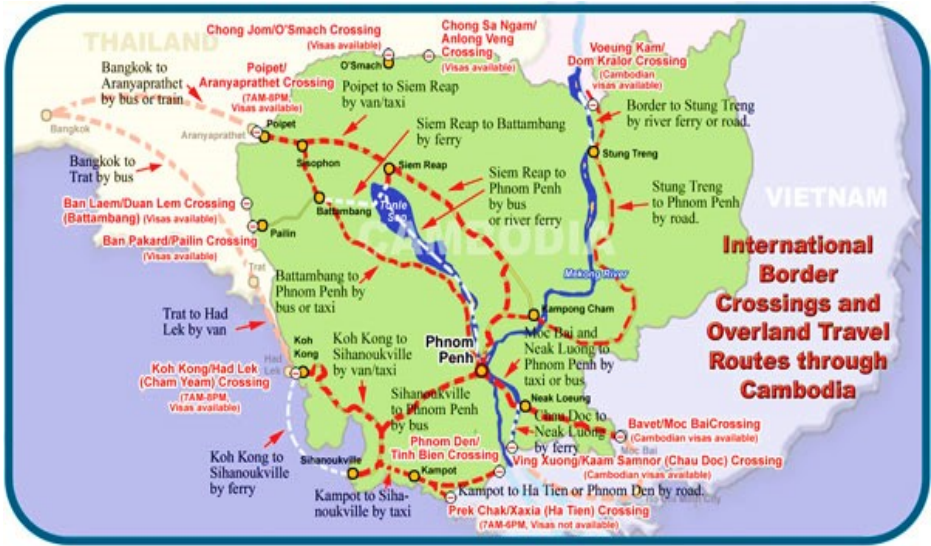 THAILAND
Chong Jom/O'Smach Crossing
(Visas available)
O'Smach
Chong Sa Ngam/
Anlong Veng
Crossing
(Visas available)
Voeung Kam/
Dom Kralor Crossing
(Cambodian
visas available)
Bangkok to
Aranyaprathet
by bus or train
Poipet/
Aranyaprathet Crossing
(7AM-8PM,
Visas available)
Poipet to Siem Reap
by van/taxi
Border to Stung Treng
by river ferry or road.
Bangkok
Aranyaprathet
Poipet
Siem Reap to Battambang
by ferry
Sisophon
Siem Reap
Stung Treng
Bangkok to
Trat by bus
Siem Reap to
Phnom Penh
by bus
or river ferry
Stung Treng
to Phnom Penh
by road.
VIETNAM
Ban Laem/Duan Lem Crossing
(Battambang) (Visas available)
Battambang
Tonle
Sap
Pailin
Ban Pakard/Pailin Crossing
(Visas available)
CAMBODIA
International
Border
Crossings and
Overland Travel
Routes through
Cambodia
Trat
Battambang to
Phnom Penh by
bus or taxi
Mekong River
Kampong Cham
Trat to Had
Lek by van
Koh
Kong
Had
Lek
Koh Kong to
Sihanoukville
by van/taxi
Phnom
Penh
Moc Bai and
Neak Luong to
Phnom Penh by
taxi or bus
Koh Kong/Had Lek
(Cham Yeam) Crossing
(7AM-8PM,
Visas available)
Sihanoukville
to Phnom Penh
by bus
Neak Loeung
Chau Doc to
Neak Luong
by ferry
Bavet/Moc BaiCrossing
(Cambodian visas available)
Moc Bai
Phnom Den/
Tinh Bien Crossing
Koh Kong to
Sihanoukville
by ferry
Sihanoukville
Kampot
Ving Xuong/Kaam Samnor (Chau Doc) Crossing
(Cambodian visas available)
Kampot to Siha-
noukville by taxi
Kampot to Ha Tien or Phnom Den by road.
Prek Chak/Xaxia (Ha Tien) Crossing
(7AM-6PM, Visas not available)